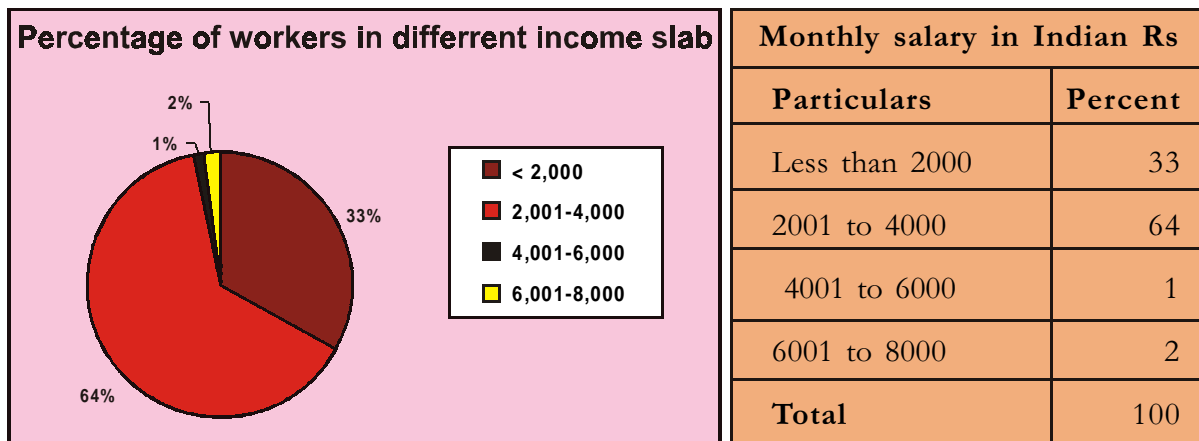 Percentage of workers in differrent income slab
2%
1%
33%
64%
< 2,000
2,001-4,000
4,001-6,000
6,001-8,000
Monthly salary in Indian Rs
Particulars Percent
Less than 2000 33
2001 to 4000 64
4001 to 6000 1
6001 to 8000 2
Total 100